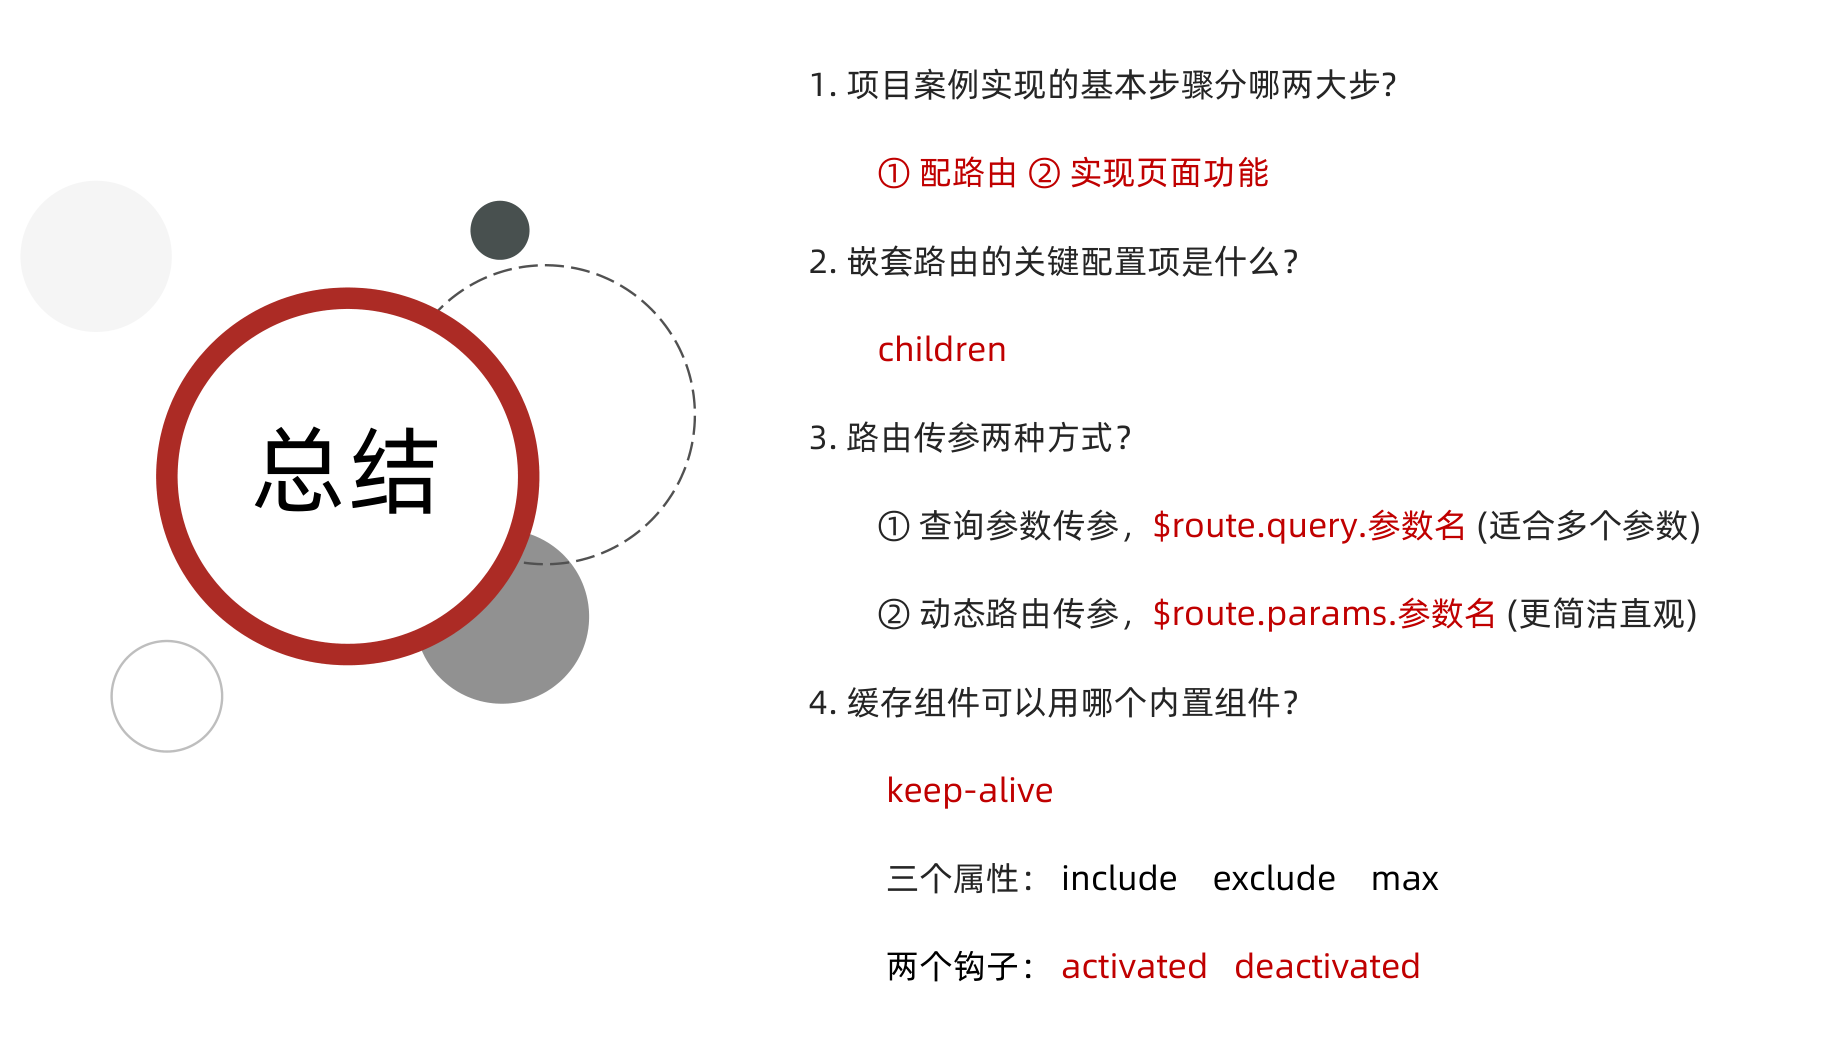 总结
1. 项目案例实现的基本步骤分哪两大步?
① 配路由 ② 实现页面功能
2. 嵌套路由的关键配置项是什么?
children
3. 路由传参两种方式?
① 查询参数传参，$route.query.参数名 (适合多个参数)
② 动态路由传参，$route.params.参数名 (更简洁直观)
4. 缓存组件可以用哪个内置组件?
keep-alive
三个属性： include exclude max
两个钩子： activated deactivated